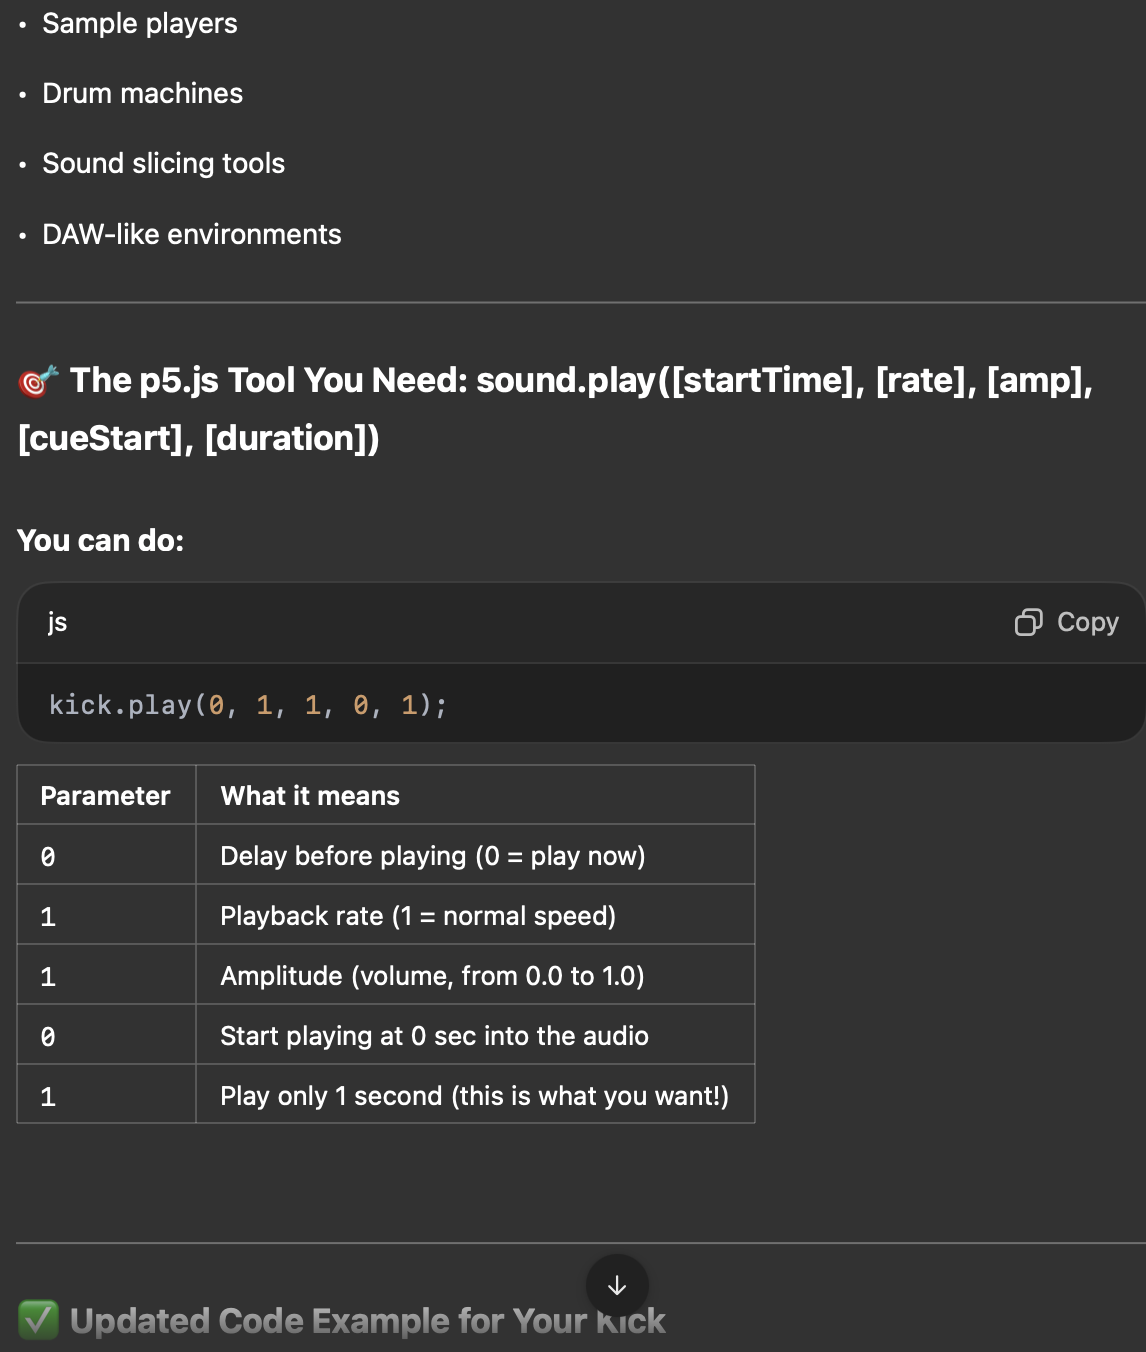 • Sample players
• Drum machines
• Sound slicing tools
• DAW-like environments
🎯 The p5.js Tool You Need: sound.play([startTime], [rate], [amp],
[cueStart], [duration])
You can do:
js Copy
kick.play(0, 1, 1, 0, 1);
Parameter What it means
0 Delay before playing (0 = play now)
1 Playback rate (1 = normal speed)
1 Amplitude (volume, from 0.0 to 1.0)
0 Start playing at 0 sec into the audio
1 Play only 1 second (this is what you want!)
✅ Updated Code Example for Your Kick